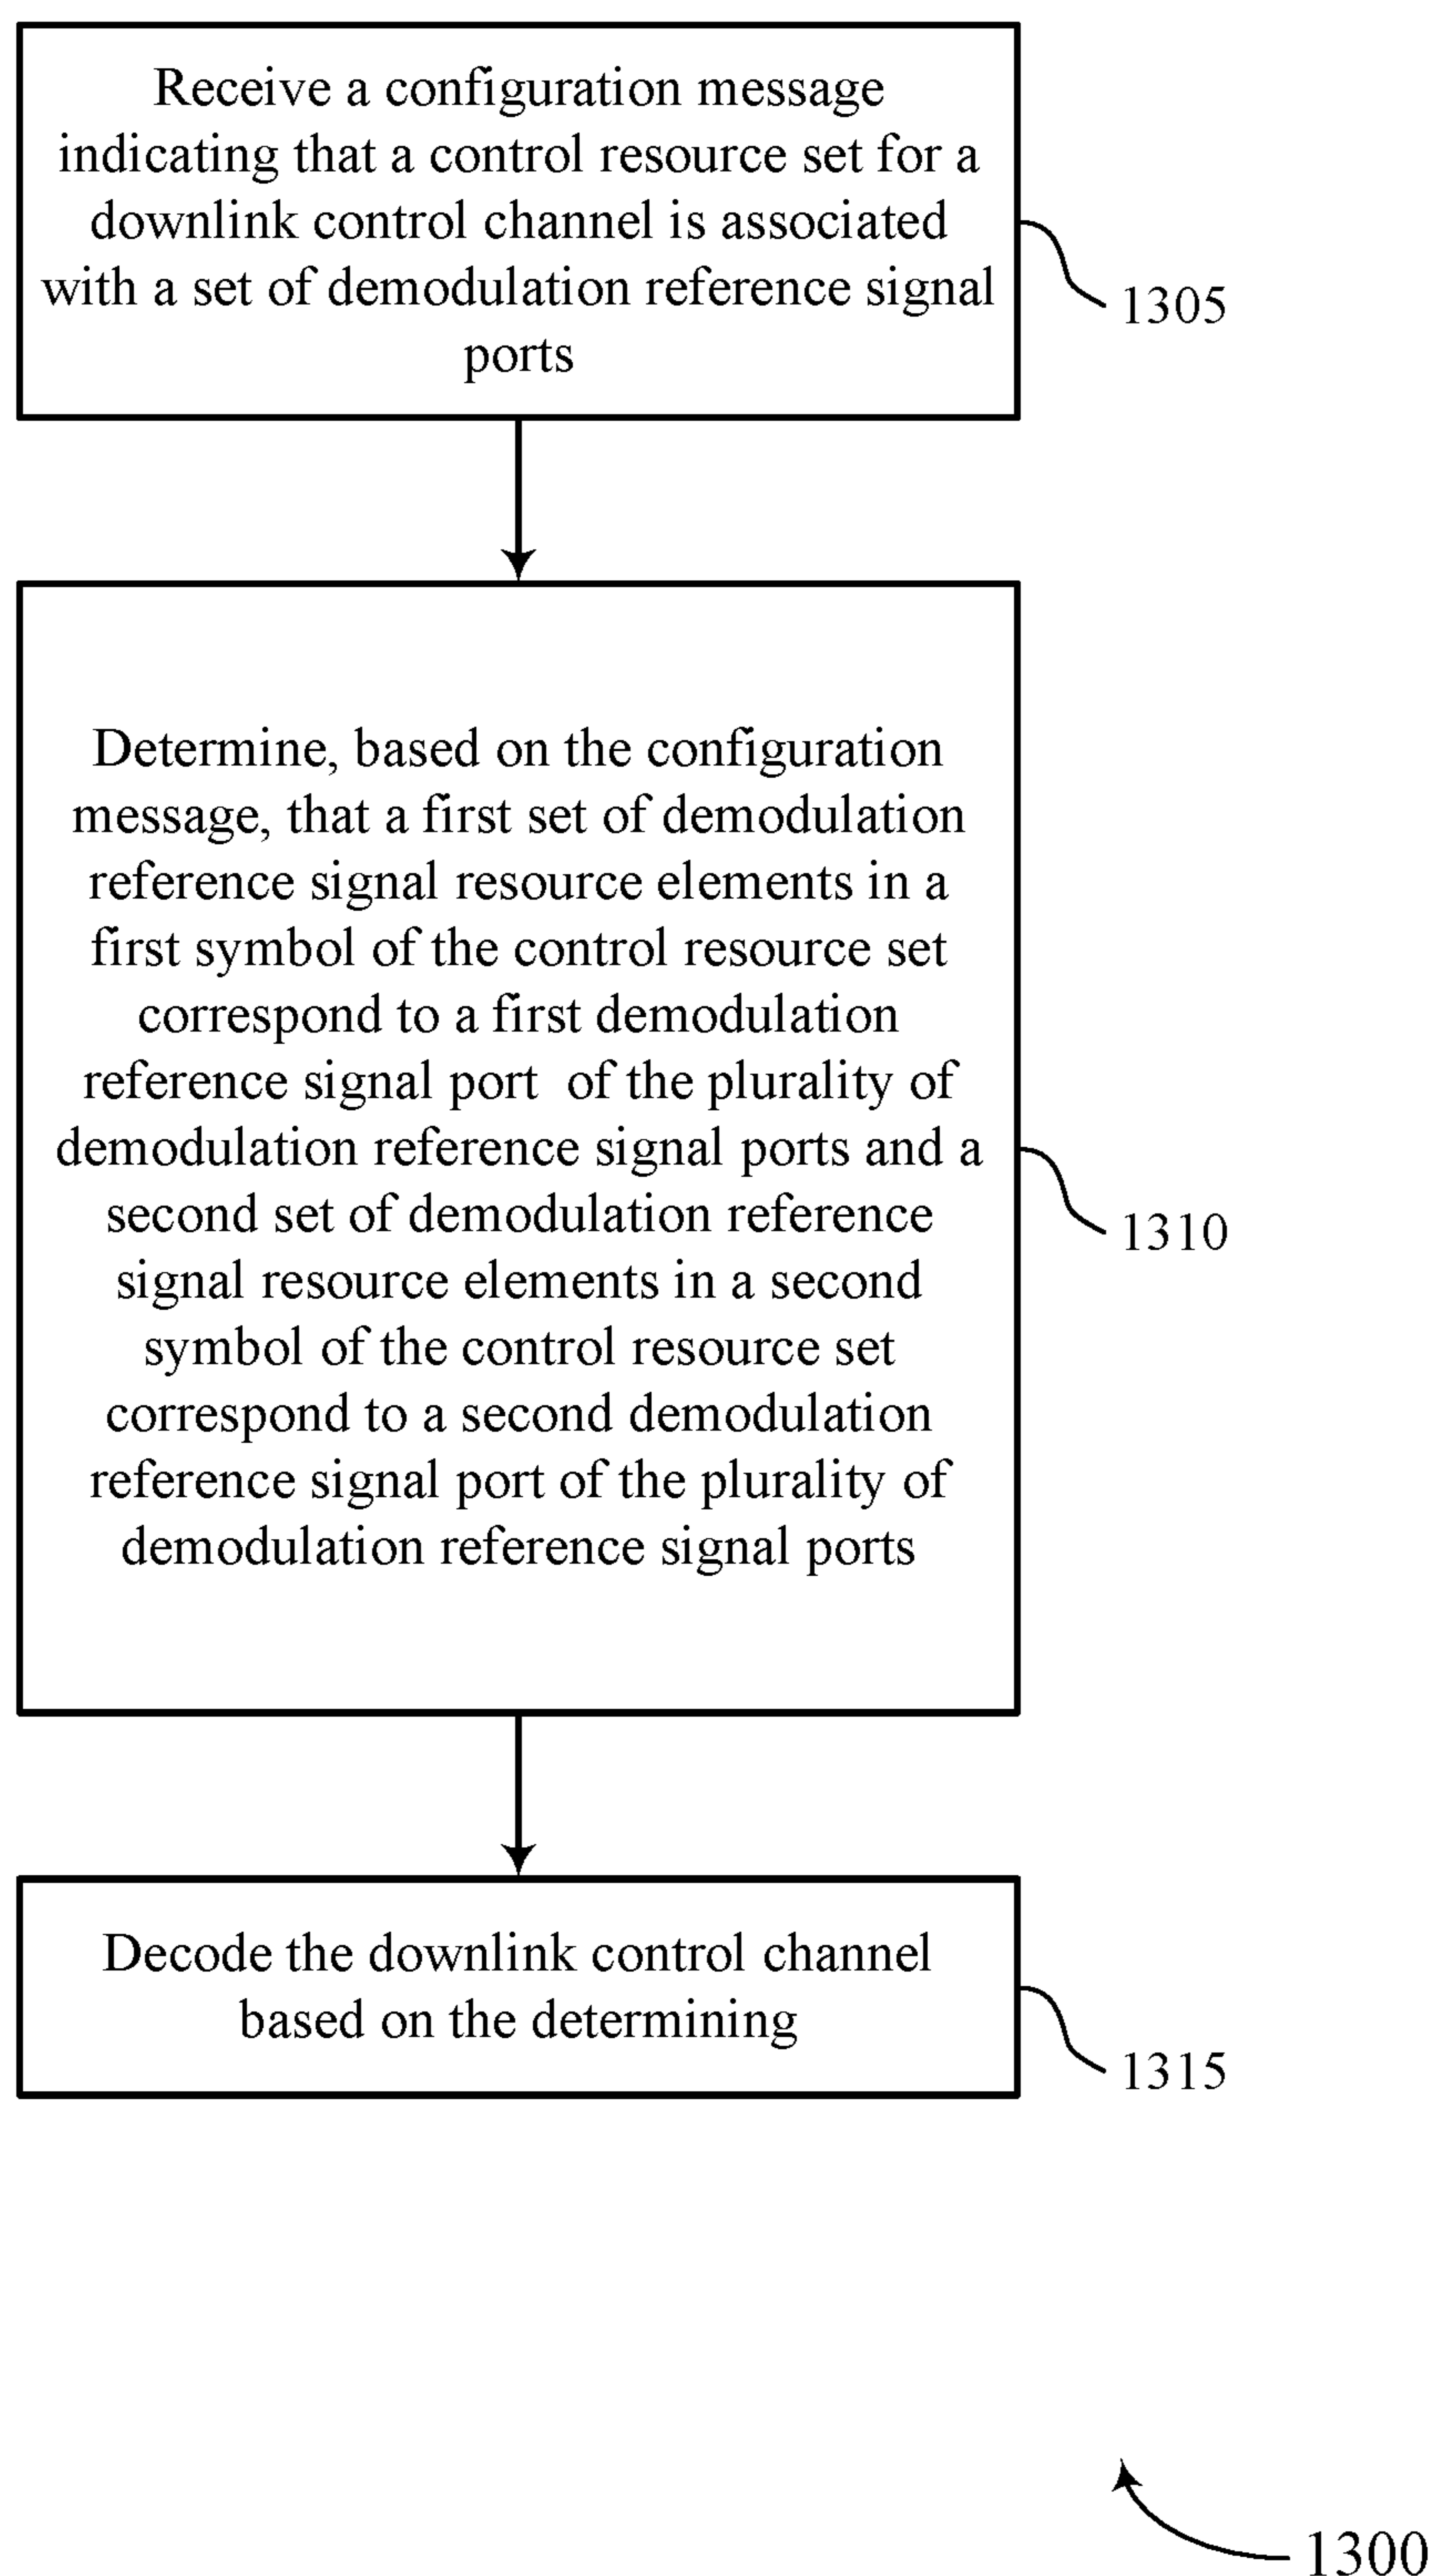 Receive a configuration message
indicating that a control resource set for a
downlink control channel is associated
with a set of demodulation reference signal
ports
1305
Determine, based on the configuration
message, that a first set of demodulation
reference signal resource elements in a
first symbol of the control resource set
correspond to a first demodulation
reference signal port  of the plurality of
demodulation reference signal ports and a
second set of demodulation reference
signal resource elements in a second
symbol of the control resource set
correspond to a second demodulation
reference signal port of the plurality of
demodulation reference signal ports
1310
Decode the downlink control channel
based on the determining
1315
1300